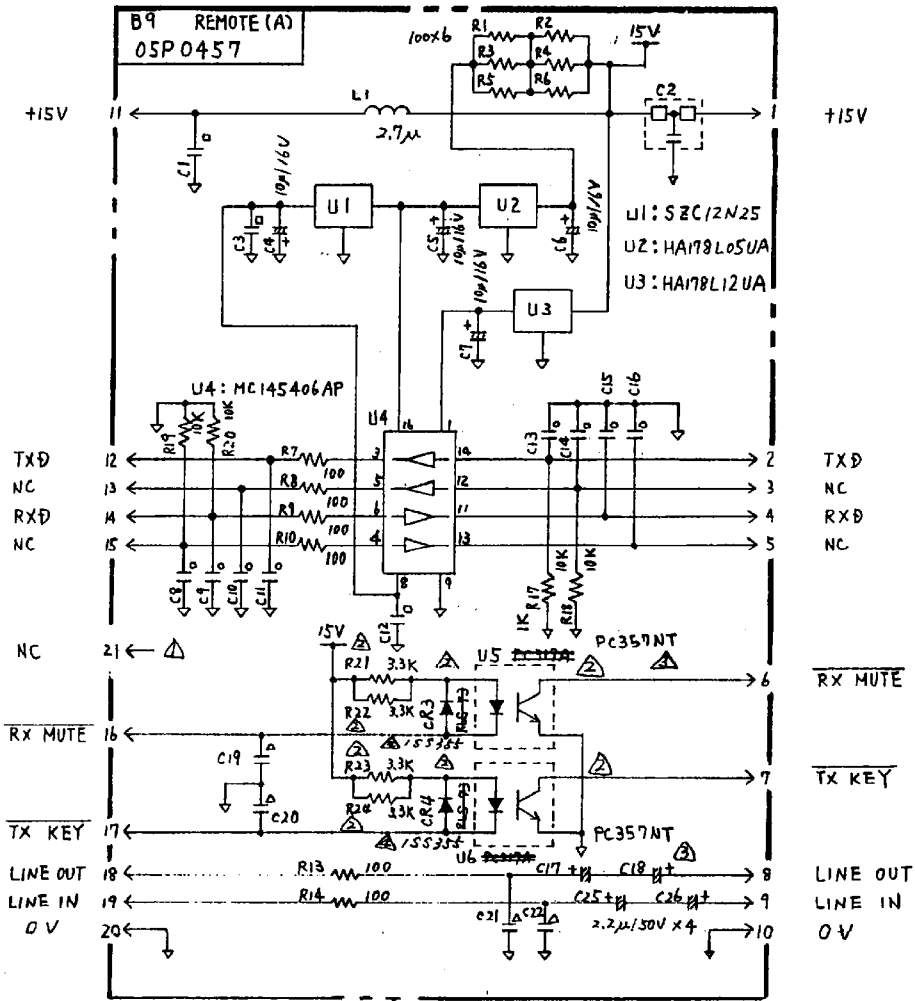 B9 REMOTE (A)
05P0457
100x6
R1 R2
R3 R4
R5 R6
15V
+15V 11
L1
2.7μ
C2
1 +15V
C1
C3
C4 10μ/16V
U1
C5 10μ/16V
U2
C6 10μ/16V
U1: SZC12N25
U2: HA178L05UA
U3: HA178L12UA
C7 10μ/16V
U3
U4: MC145406AP
U4
16 1
R19 10K
R20 10K
C13 C14 C15 C16
TXD 12 R7 100 3 14 2 TXD
NC 13 R8 100 5 12 3 NC
RXD 14 R9 100 6 11 4 RXD
NC 15 R10 100 4 13 5 NC
8 9
C8 C9 C10 C11
C12
R17 1K
R18 10K
NC 21 1
15V
U5 PC317A PC357NT
R21 3.3K
R22 3.3K
CR3
1SS355
2
6 RX MUTE
RX MUTE 16
C19
R23 3.3K
R24 3.3K
CR4
1SS355
2
7 TX KEY
C20
TX KEY 17
U6 PC317A PC357NT
LINE OUT 18 R13 100 C17 + C18 + 3 8 LINE OUT
LINE IN 19 R14 100 C25 + C26 + 9 LINE IN
C21 C22
2.2μ/50V x4
0V 20 10 0V